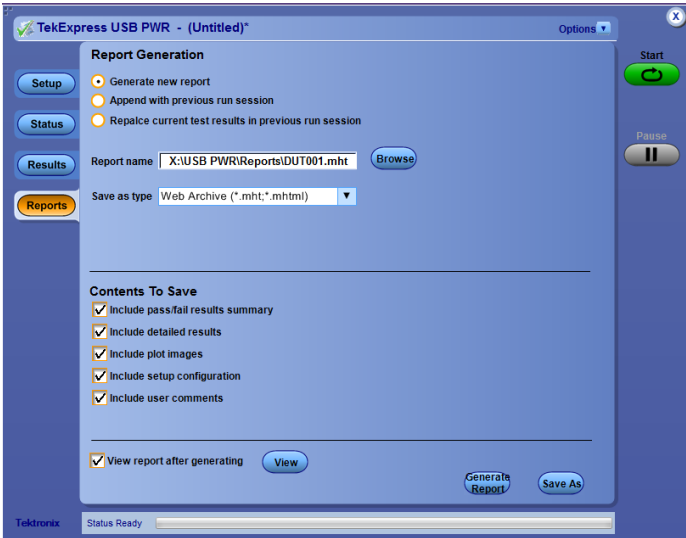 TekExpress USB PWR - (Untitled)*
Options
x
Start
Pause
Setup
Status
Results
Reports
Report Generation
Generate new report
Append with previous run session
Repalce current test results in previous run session
Report name X:\USB PWR\Reports\DUT001.mht Browse
Save as type Web Archive (*.mht;*.mhtml)
Contents To Save
Include pass/fail results summary
Include detailed results
Include plot images
Include setup configuration
Include user comments
View report after generating View
Generate Report
Save As
Tektronix Status Ready